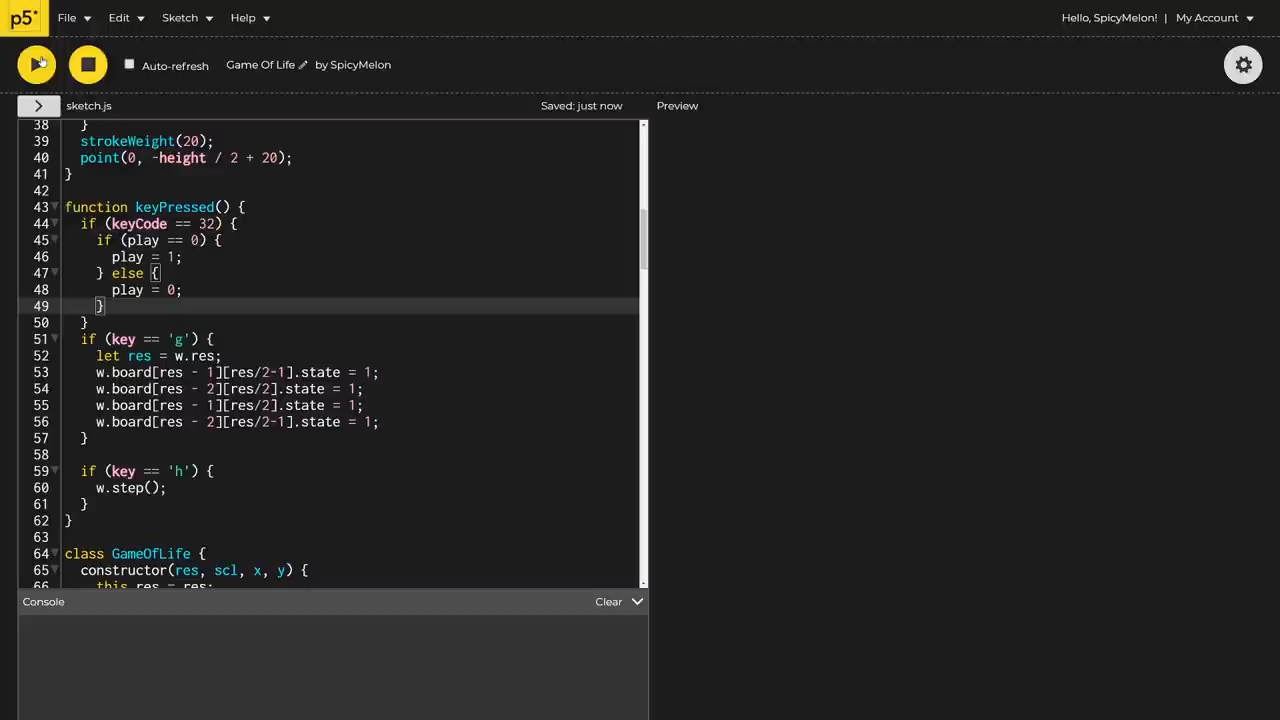 p5*
File
Edit
Sketch
Help
Hello, SpicyMelon! | My Account
Auto-refresh
Game Of Life by SpicyMelon
sketch.js
Saved: just now
Preview
38 }
39 strokeWeight(20);
40 point(0, -height / 2 + 20);
41 }
42
43 function keyPressed() {
44 if (keyCode == 32) {
45 if (play == 0) {
46 play = 1;
47 } else {
48 play = 0;
49 }
50 }
51 if (key == 'g') {
52 let res = w.res;
53 w.board[res - 1][res/2-1].state = 1;
54 w.board[res - 2][res/2].state = 1;
55 w.board[res - 1][res/2].state = 1;
56 w.board[res - 2][res/2-1].state = 1;
57 }
58
59 if (key == 'h') {
60 w.step();
61 }
62 }
63
64 class GameOfLife {
65 constructor(res, scl, x, y) {
66 this.res = res;
Console
Clear